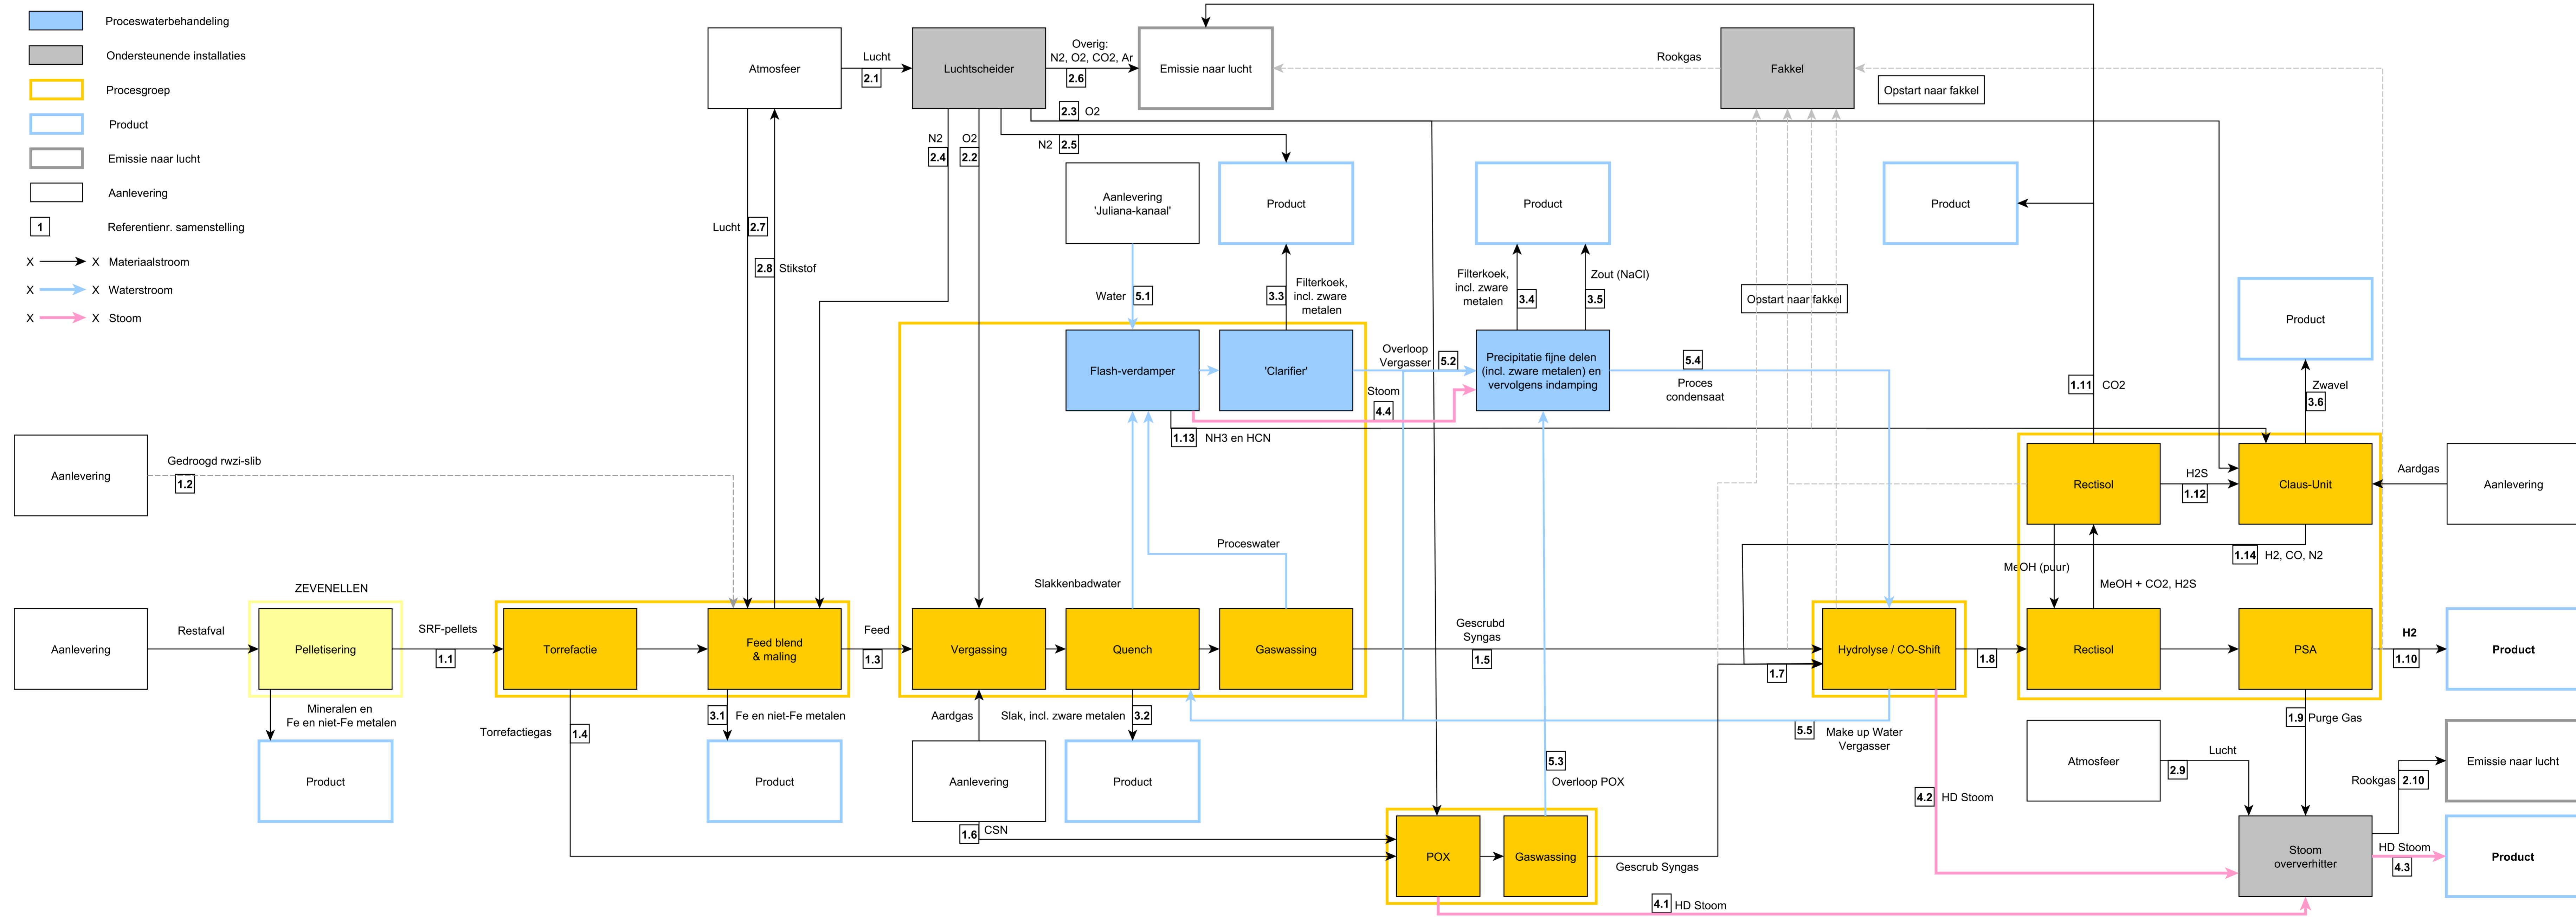 Proceswaterbehandeling
Ondersteunende installaties
Procesgroep
Product
Emissie naar lucht
Aanlevering
1 Referentienr. samenstelling
X X Materiaalstroom
X X Waterstroom
X X Stoom
Atmosfeer
Lucht
2.1
Luchtscheider
Overig:
N2, O2, CO2, Ar
2.6
Emissie naar lucht
Rookgas
Fakkel
Opstart naar fakkel
2.3 O2
N2
2.4
O2
2.2
N2 2.5
Aanlevering
'Juliana-kanaal'
Product
Product
Product
Lucht 2.7
2.8 Stikstof
Water 5.1
3.3
Filterkoek,
incl. zware
metalen
Filterkoek,
incl. zware
metalen
3.4
Zout (NaCl)
3.5
Opstart naar fakkel
Product
Flash-verdamper
'Clarifier'
Overloop
Vergasser
5.2
Precipitatie fijne delen
(incl. zware metalen) en
vervolgens indamping
5.4
Proces
condensaat
Stoom
4.4
1.11 CO2
Zwavel
3.6
1.13 NH3 en HCN
Aanlevering
Gedroogd rwzi-slib
1.2
Rectisol
H2S
1.12
Claus-Unit
Aardgas
Aanlevering
Proceswater
1.14 H2, CO, N2
Slakkenbadwater
MeOH (puur)
MeOH + CO2, H2S
ZEVENELLEN
Aanlevering
Restafval
Pelletisering
SRF-pellets
1.1
Torrefactie
Feed blend
& maling
Feed
1.3
Vergassing
Quench
Gaswassing
Gescrubd
Syngas
1.5
1.7
Hydrolyse / CO-Shift
1.8
Rectisol
PSA
H2
1.10
Product
Mineralen en
Fe en niet-Fe metalen
Torrefactiegas
1.4
3.1 Fe en niet-Fe metalen
Aardgas
Slak, incl. zware metalen 3.2
5.5
Make up Water
Vergasser
1.9 Purge Gas
Product
Product
Aanlevering
Product
5.3
Overloop POX
Atmosfeer
Lucht
2.9
Rookgas 2.10
Emissie naar lucht
4.2 HD Stoom
1.6 CSN
POX
Gaswassing
Gescrub Syngas
Stoom
oververhitter
HD Stoom
4.3
Product
4.1 HD Stoom